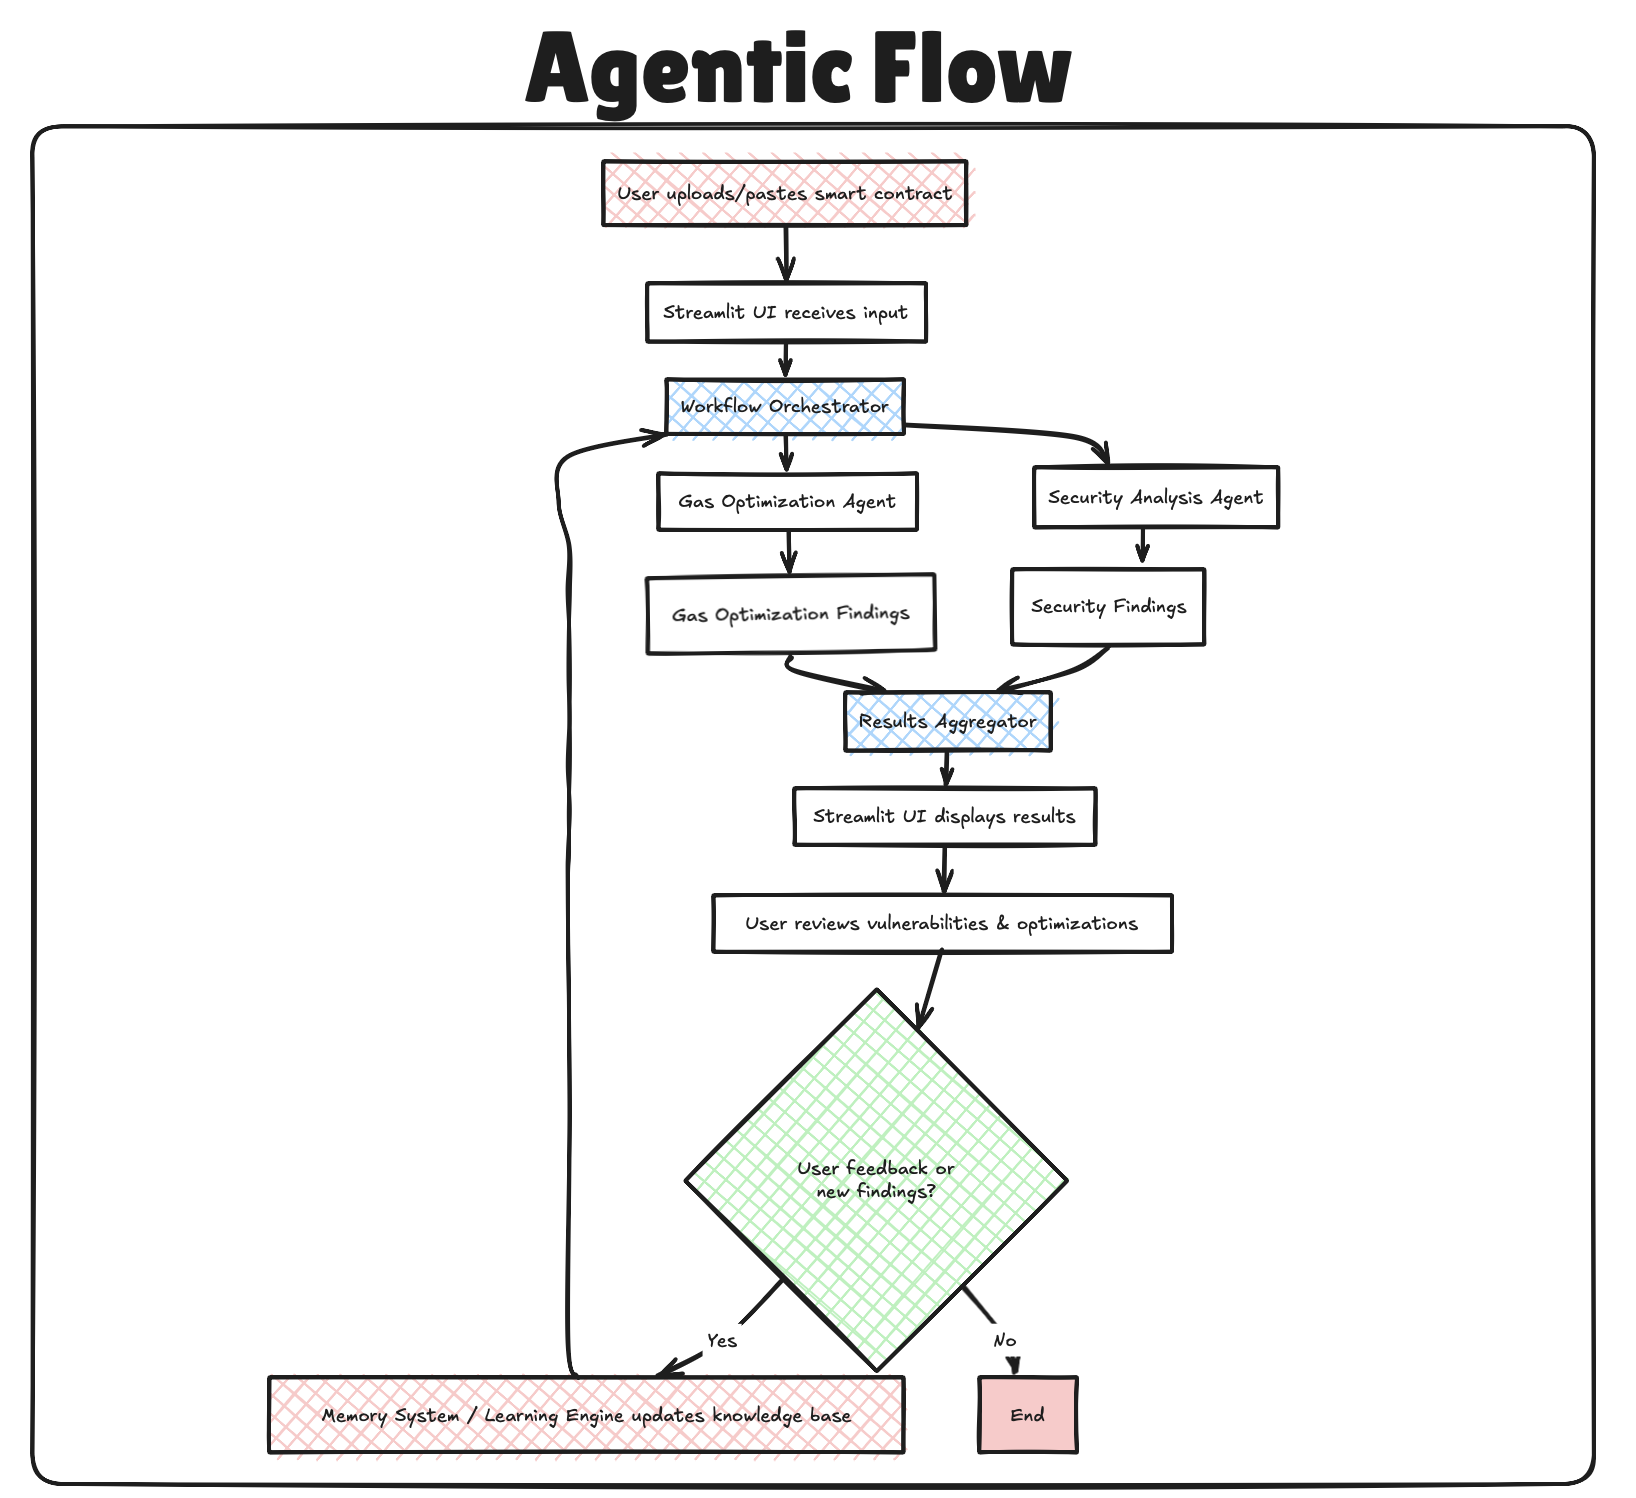 Agentic Flow
User uploads/pastes smart contract
Streamlit UI receives input
Workflow Orchestrator
Gas Optimization Agent
Security Analysis Agent
Gas Optimization Findings
Security Findings
Results Aggregator
Streamlit UI displays results
User reviews vulnerabilities & optimizations
User feedback or
new findings?
Yes
No
Memory System / Learning Engine updates knowledge base
End